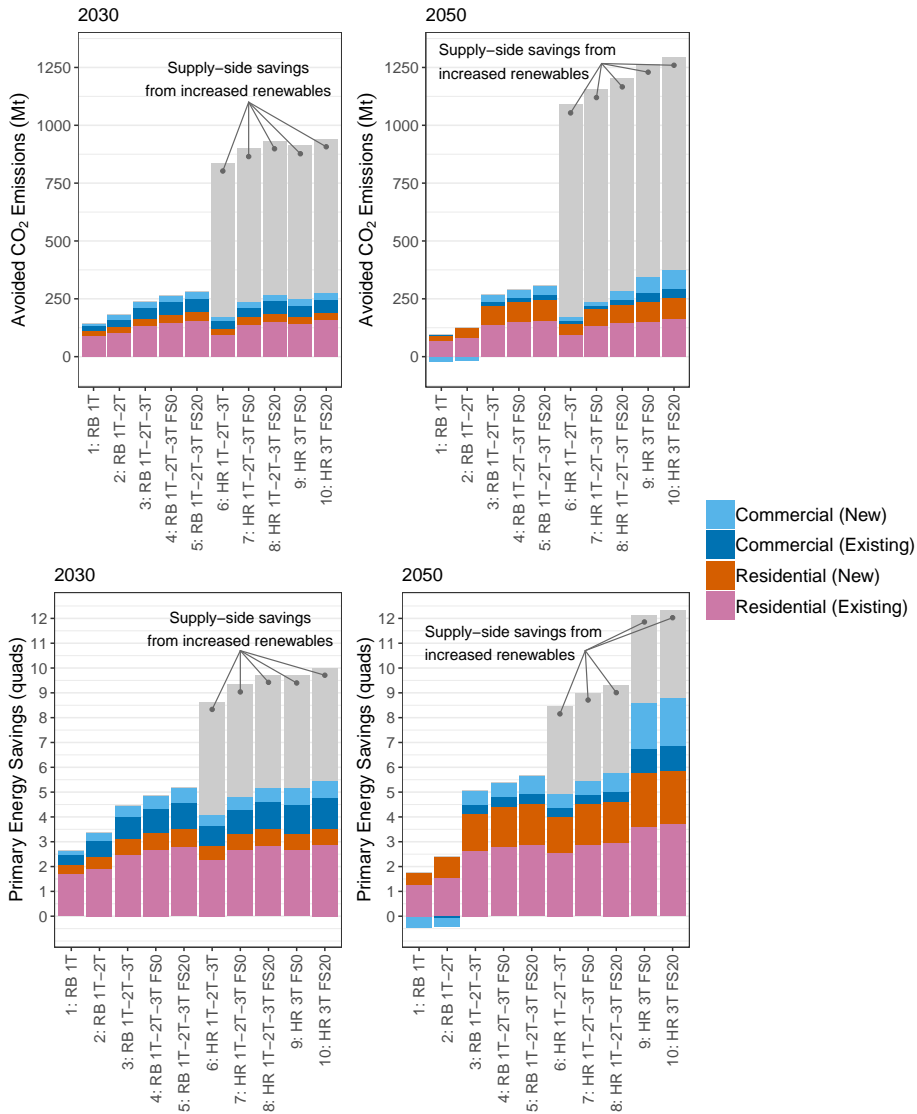 2030
Avoided CO₂ Emissions (Mt)
1250
1000
750
500
250
0
Supply−side savings
from increased renewables
1: RB 1T
2: RB 1T−2T
3: RB 1T−2T−3T
4: RB 1T−2T−3T FS0
5: RB 1T−2T−3T FS20
6: HR 1T−2T−3T
7: HR 1T−2T−3T FS0
8: HR 1T−2T−3T FS20
9: HR 3T FS0
10: HR 3T FS20
2050
Avoided CO₂ Emissions (Mt)
1250
1000
750
500
250
0
Supply−side savings from
increased renewables
1: RB 1T
2: RB 1T−2T
3: RB 1T−2T−3T
4: RB 1T−2T−3T FS0
5: RB 1T−2T−3T FS20
6: HR 1T−2T−3T
7: HR 1T−2T−3T FS0
8: HR 1T−2T−3T FS20
9: HR 3T FS0
10: HR 3T FS20
Commercial (New)
Commercial (Existing)
Residential (New)
Residential (Existing)
2030
Primary Energy Savings (quads)
12
11
10
9
8
7
6
5
4
3
2
1
0
Supply−side savings
from increased renewables
1: RB 1T
2: RB 1T−2T
3: RB 1T−2T−3T
4: RB 1T−2T−3T FS0
5: RB 1T−2T−3T FS20
6: HR 1T−2T−3T
7: HR 1T−2T−3T FS0
8: HR 1T−2T−3T FS20
9: HR 3T FS0
10: HR 3T FS20
2050
Primary Energy Savings (quads)
12
11
10
9
8
7
6
5
4
3
2
1
0
Supply−side savings from
increased renewables
1: RB 1T
2: RB 1T−2T
3: RB 1T−2T−3T
4: RB 1T−2T−3T FS0
5: RB 1T−2T−3T FS20
6: HR 1T−2T−3T
7: HR 1T−2T−3T FS0
8: HR 1T−2T−3T FS20
9: HR 3T FS0
10: HR 3T FS20